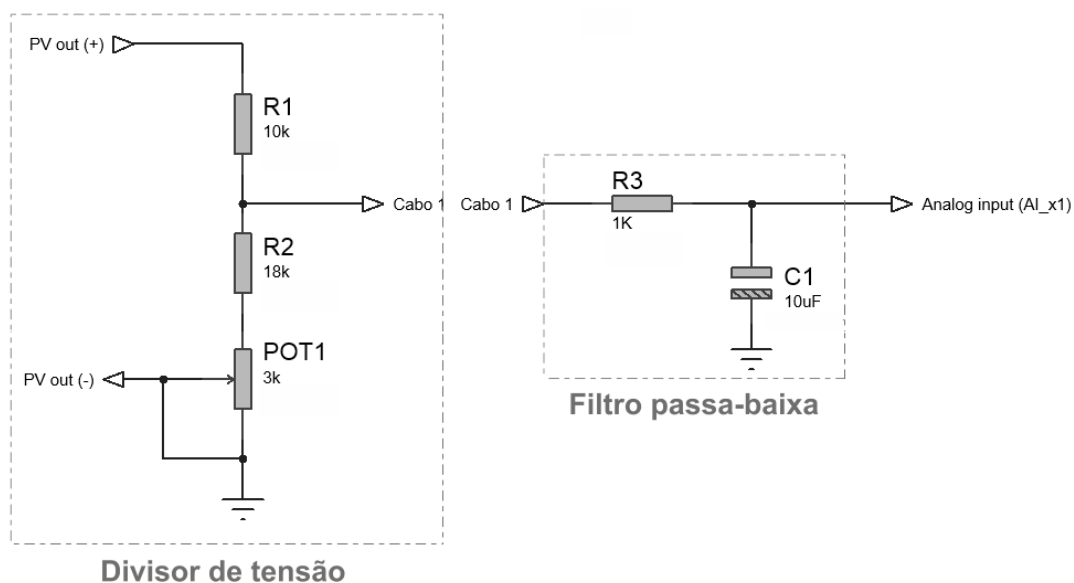 PV out (+)
R1
10k
Cabo 1
R2
18k
POT1
3k
PV out (-)
Divisor de tensão
Cabo 1
R3
1K
Analog input (AI_x1)
C1
10uF
Filtro passa-baixa